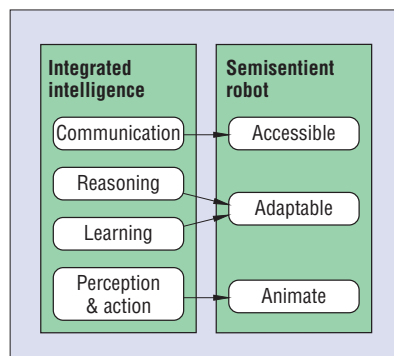 Integrated
intelligence
Communication
Reasoning
Learning
Perception
& action
Semisentient
robot
Accessible
Adaptable
Animate